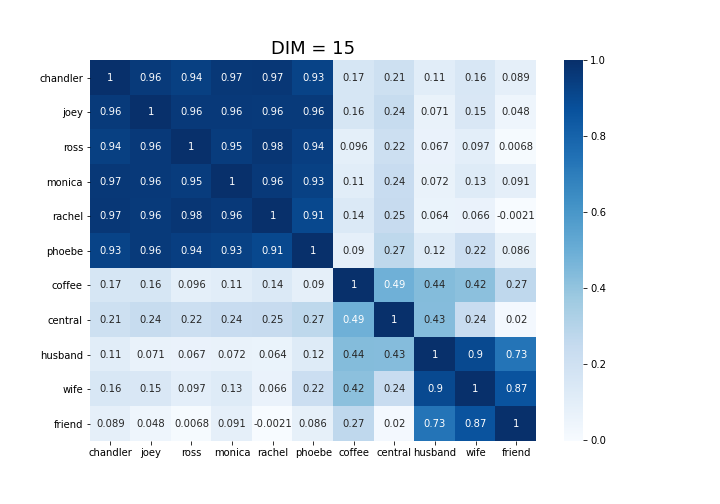 DIM = 15
chandler 1 0.96 0.94 0.97 0.97 0.93 0.17 0.21 0.11 0.16 0.089
joey 0.96 1 0.96 0.96 0.96 0.96 0.16 0.24 0.071 0.15 0.048
ross 0.94 0.96 1 0.95 0.98 0.94 0.096 0.22 0.067 0.097 0.0068
monica 0.97 0.96 0.95 1 0.96 0.93 0.11 0.24 0.072 0.13 0.091
rachel 0.97 0.96 0.98 0.96 1 0.91 0.14 0.25 0.064 0.066 -0.0021
phoebe 0.93 0.96 0.94 0.93 0.91 1 0.09 0.27 0.12 0.22 0.086
coffee 0.17 0.16 0.096 0.11 0.14 0.09 1 0.49 0.44 0.42 0.27
central 0.21 0.24 0.22 0.24 0.25 0.27 0.49 1 0.43 0.24 0.02
husband 0.11 0.071 0.067 0.072 0.064 0.12 0.44 0.43 1 0.9 0.73
wife 0.16 0.15 0.097 0.13 0.066 0.22 0.42 0.24 0.9 1 0.87
friend 0.089 0.048 0.0068 0.091 -0.0021 0.086 0.27 0.02 0.73 0.87 1
chandler joey ross monica rachel phoebe coffee central husband wife friend
1.0
0.8
0.6
0.4
0.2
0.0